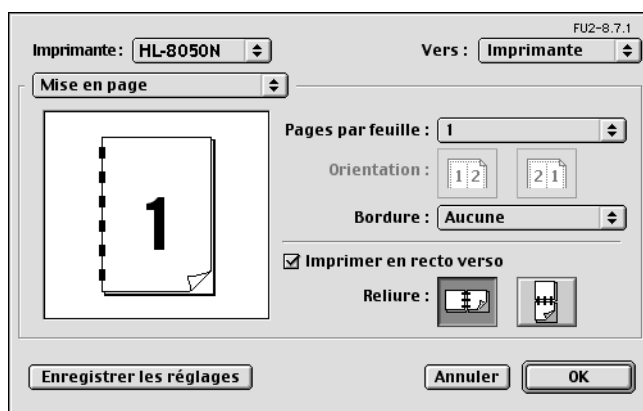 FU2-8.7.1
Imprimante : HL-8050N Vers : Imprimante
Mise en page
Pages par feuille : 1
Orientation : 1 2 2 1
Bordure : Aucune
1
Imprimer en recto verso
Reliure :
Enregistrer les réglages Annuler OK